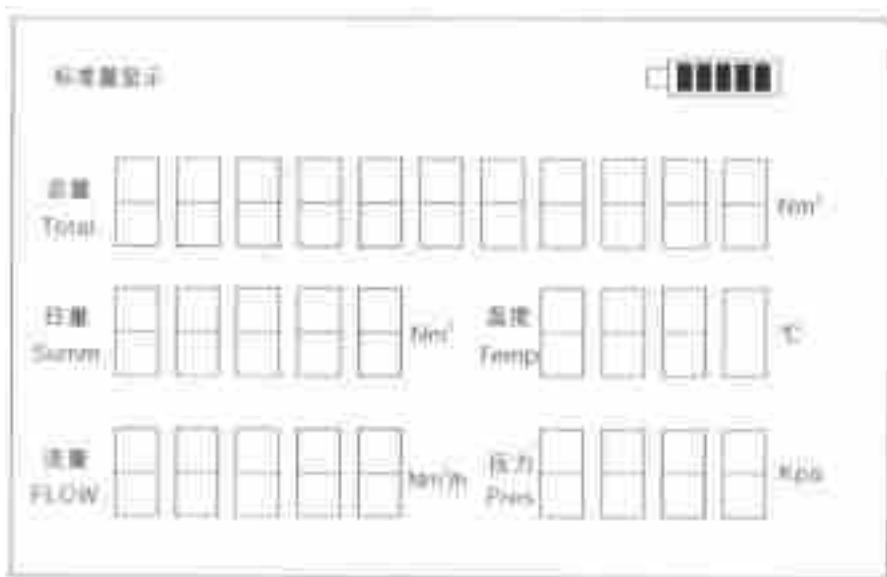 标准量显示
总量
Total
Nm³
日量
Summ
Nm³
温度
Temp
℃
流量
FLOW
Nm³/h
压力
Pres
Kpa